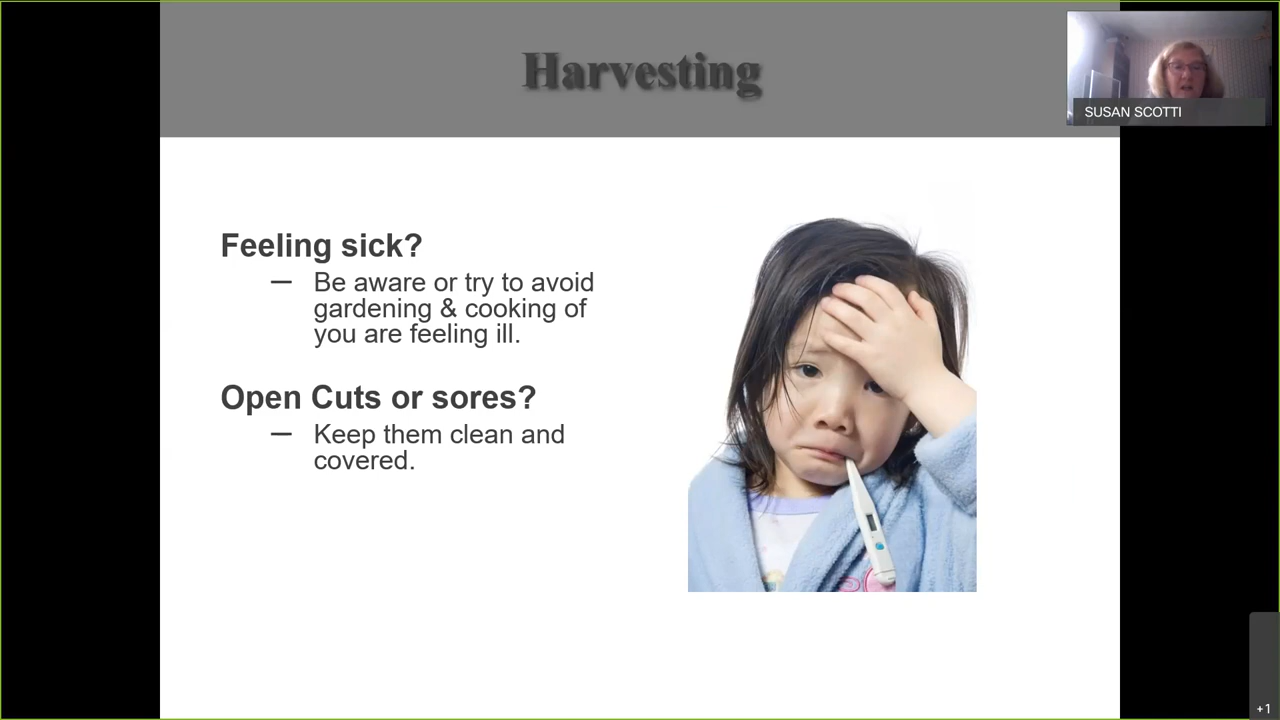 Harvesting
SUSAN SCOTTI
Feeling sick?
— Be aware or try to avoid
gardening & cooking of
you are feeling ill.
Open Cuts or sores?
— Keep them clean and
covered.
+1